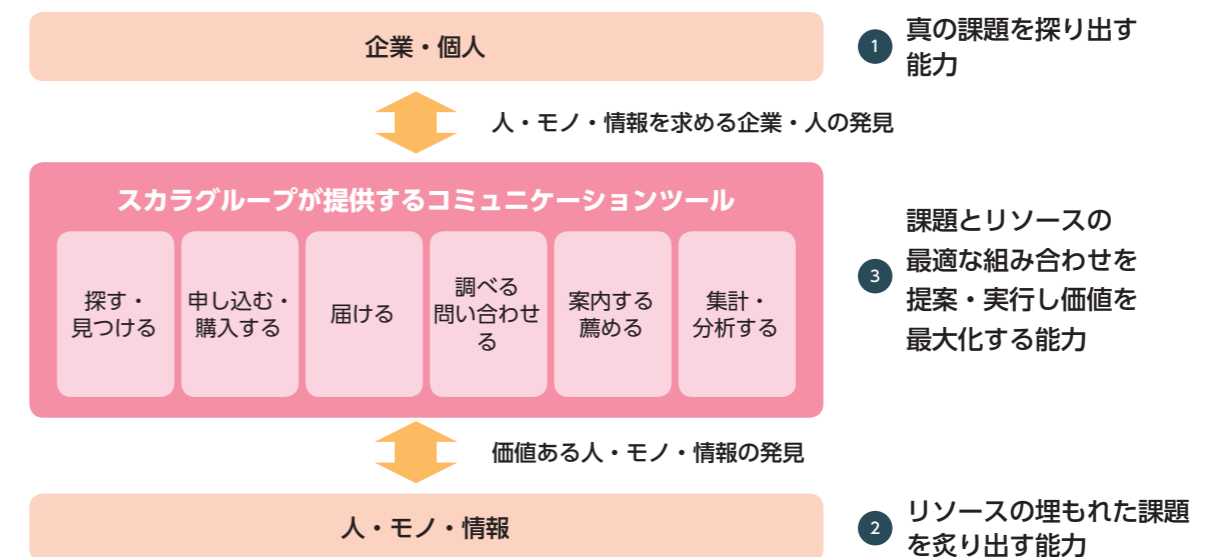 企業・個人
1
真の課題を探り出す
能力
人・モノ・情報を求める企業・人の発見
スカラグループが提供するコミュニケーションツール
探す・
見つける
申し込む・
購入する
届ける
調べる
問い合わせ
る
案内する
薦める
集計・
分析する
3
課題とリソースの
最適な組み合わせを
提案・実行し価値を
最大化する能力
価値ある人・モノ・情報の発見
人・モノ・情報
2
リソースの埋もれた課題
を炙り出す能力